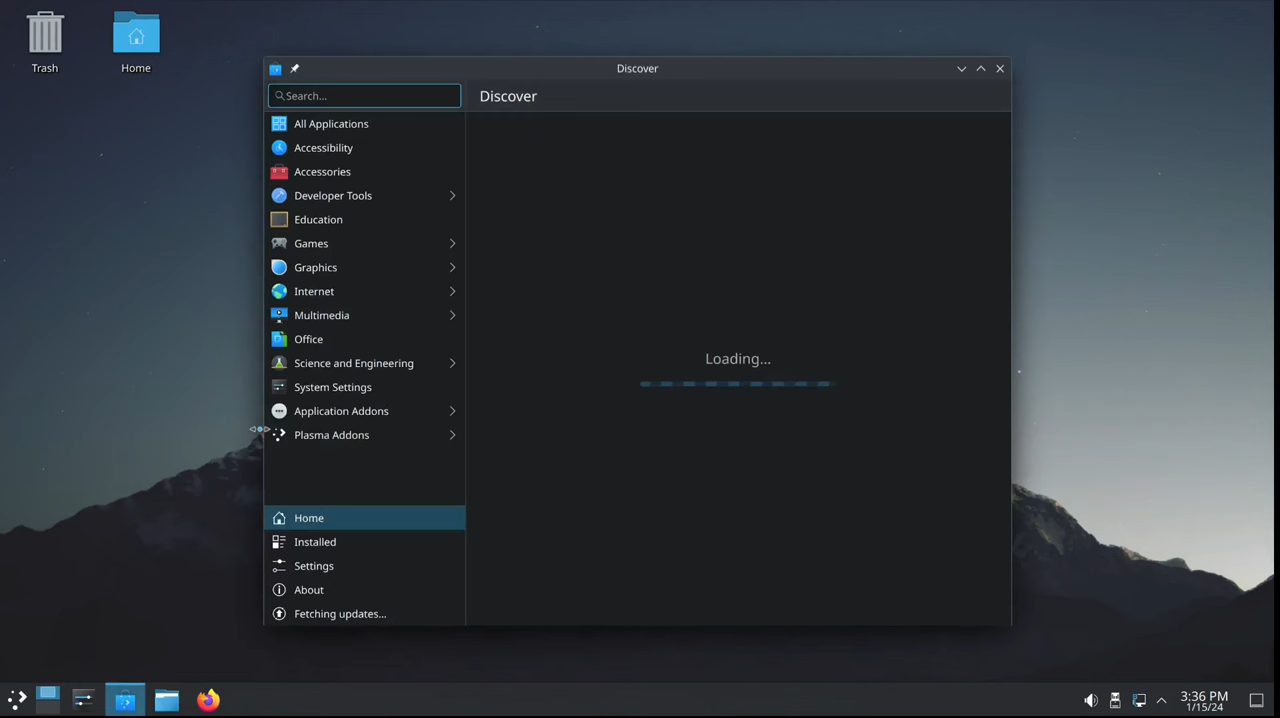 Trash
Home
Discover
Search...
Discover
All Applications
Accessibility
Accessories
Developer Tools
Education
Games
Graphics
Internet
Multimedia
Office
Science and Engineering
System Settings
Application Addons
Plasma Addons
Loading...
Home
Installed
Settings
About
Fetching updates...
3:36 PM
1/15/24